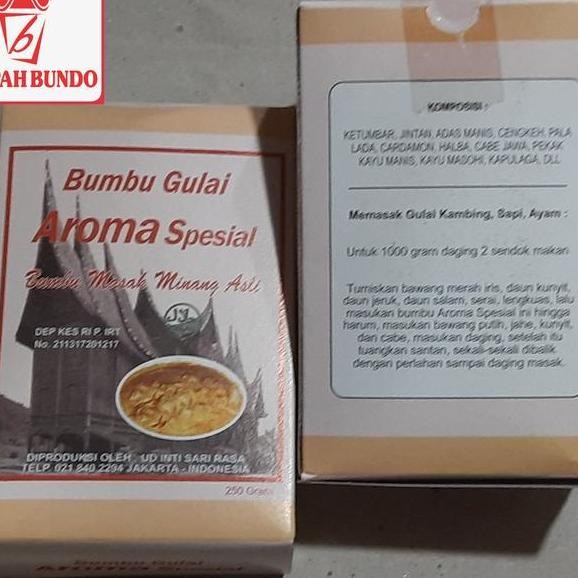 b
PAH BUNDO
Bumbu Gulai
Aroma Spesial
Bumbu Masak Minang Asli
DEP KES RI P. IRT
No. 211317201217
DIPRODUKSI OLEH . UD INTI SARI RASA
TELP. 021 840 2294 JAKARTA - INDONESIA
250 Gram
Bumbu Gulai
Aroma Spesial
KOMPOSISI :
KETUMBAR, JINTAN, ADAS MANIS, CENGKEH, PALA
LADA, CARDAMON, HALBA, CABE JAWA, PEKAK
KAYU MANIS, KAYU MASOHI, KAPULAGA, DLL
Memasak Gulai Kambing, Sapi, Ayam :
Untuk 1000 gram daging 2 sendok makan
Tumiskan bawang merah iris, daun kunyit,
daun jeruk, daun salam, serai, lengkuas, lalu
masukan bumbu Aroma Spesial ini hingga
harum, masukan bawang putih, jahe, kunyit,
dan cabe, masukan daging, setelah itu
tuangkan santan, sekali-sekali dibalik
dengan perlahan sampai daging masak.